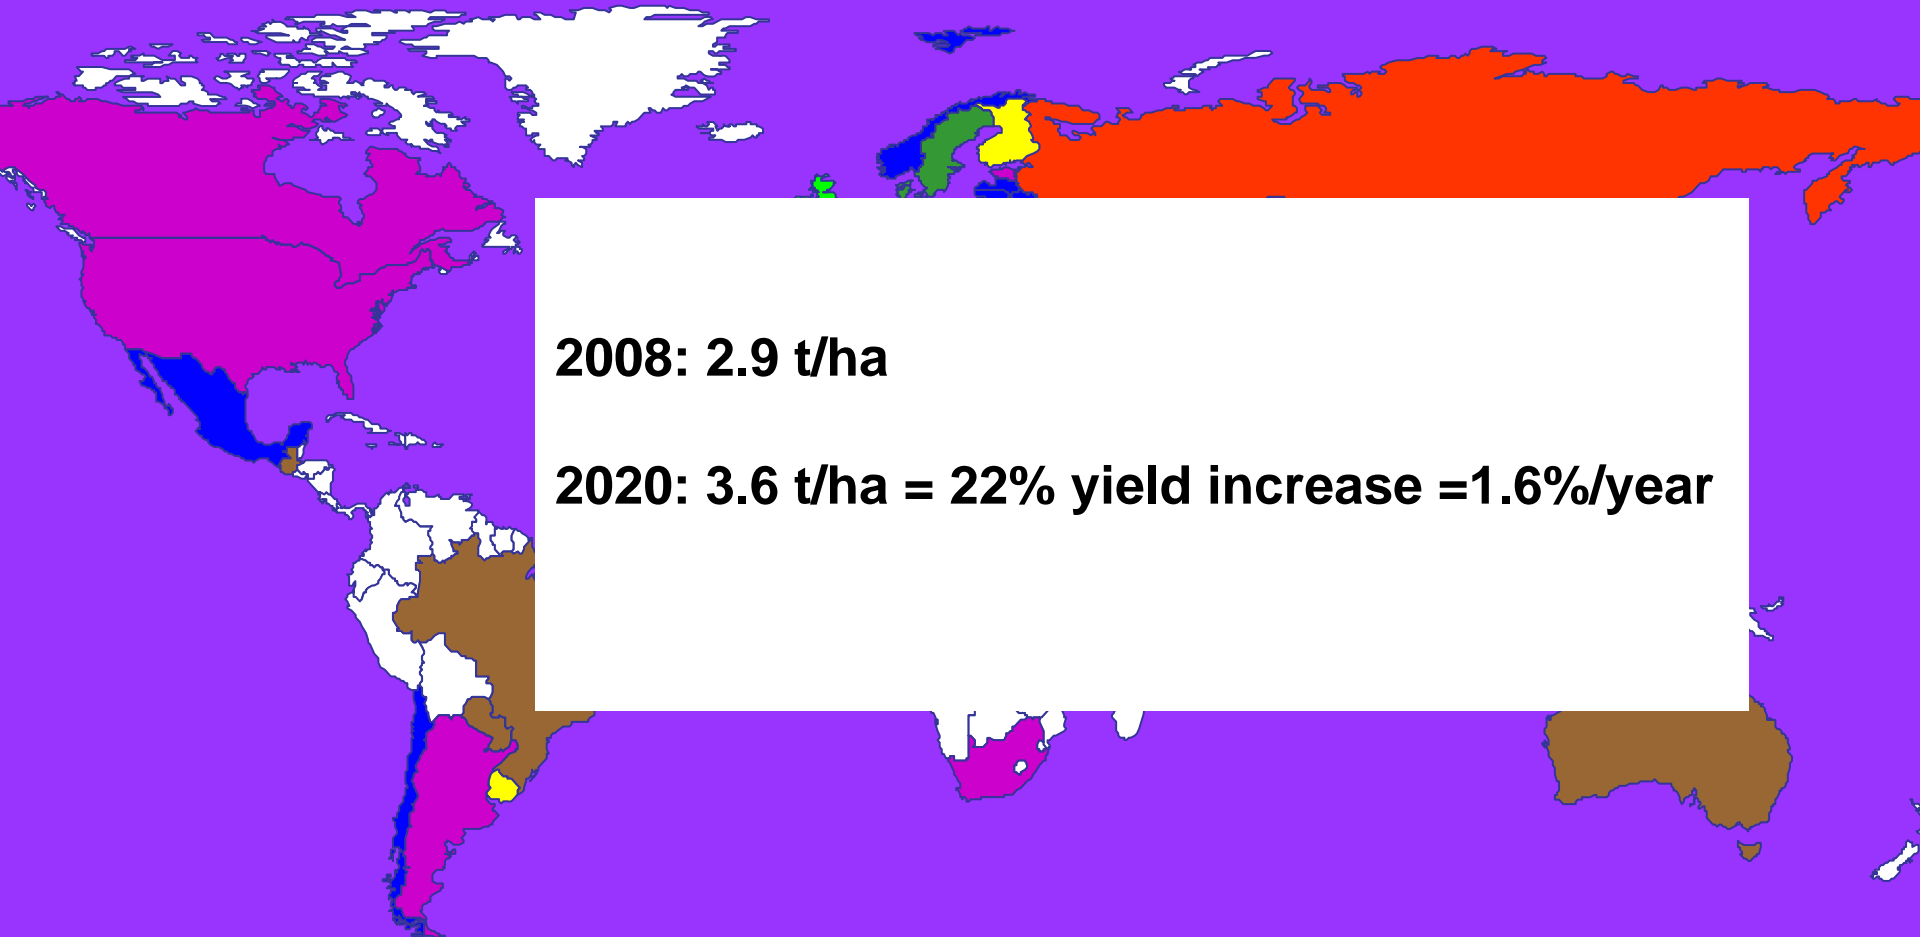 2008: 2.9 t/ha
2020: 3.6 t/ha = 22% yield increase =1.6%/year